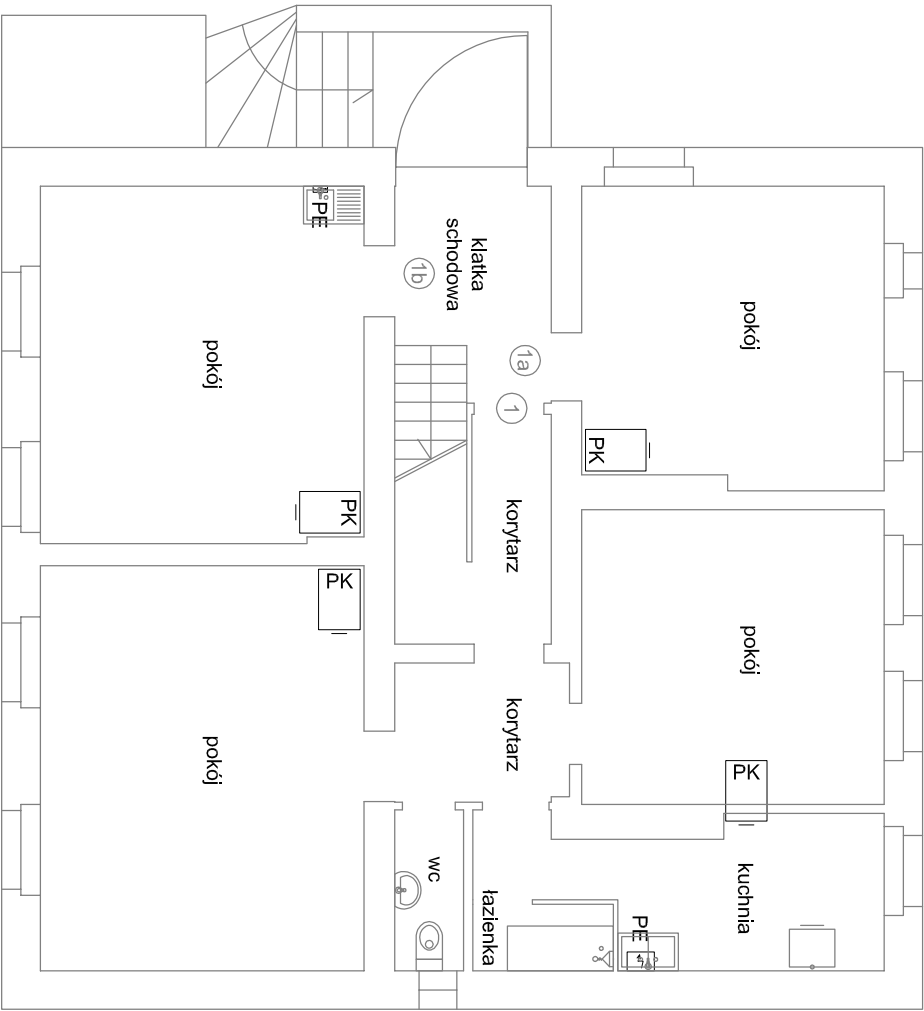 PE
klatka
schodowa
1b
pokój
pokój
1a
1
PK
PK
korytarz
PK
pokój
korytarz
pokój
PK
wc
łazienka
PE
kuchnia